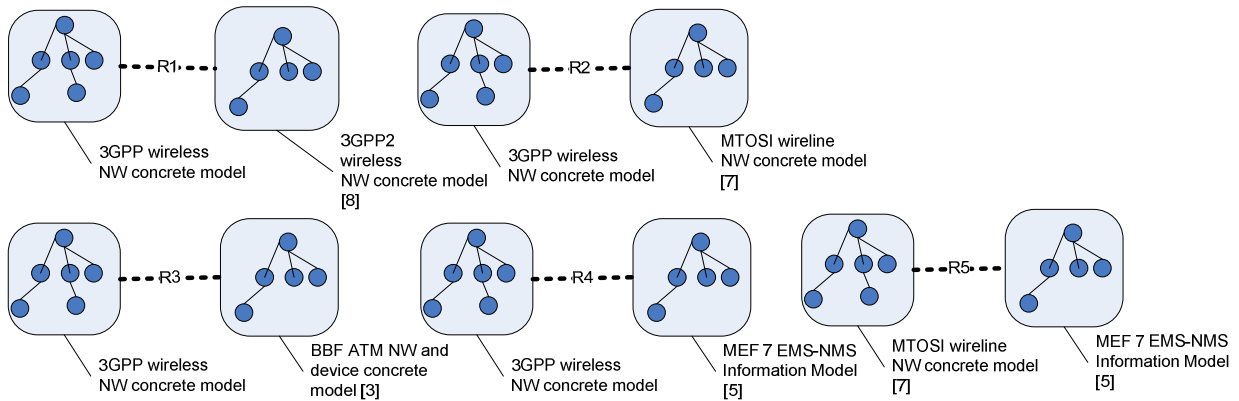 R1
3GPP wireless
NW concrete model
3GPP2
wireless
NW concrete model
[8]
R2
3GPP wireless
NW concrete model
MTOSI wireline
NW concrete model
[7]
R3
3GPP wireless
NW concrete model
BBF ATM NW and
device concrete
model [3]
R4
3GPP wireless
NW concrete model
MEF 7 EMS-NMS
Information Model
[5]
R5
MTOSI wireline
NW concrete model
[7]
MEF 7 EMS-NMS
Information Model
[5]